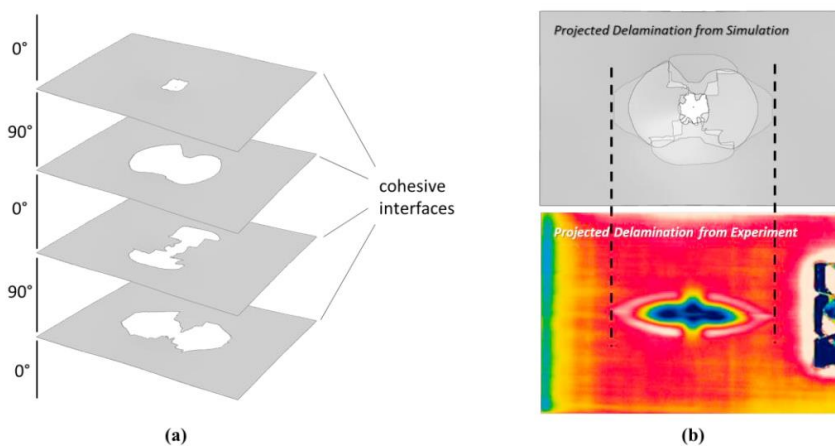 0°
90°
0°
90°
0°
cohesive
interfaces
(a)
Projected Delamination from Simulation
Projected Delamination from Experiment
(b)